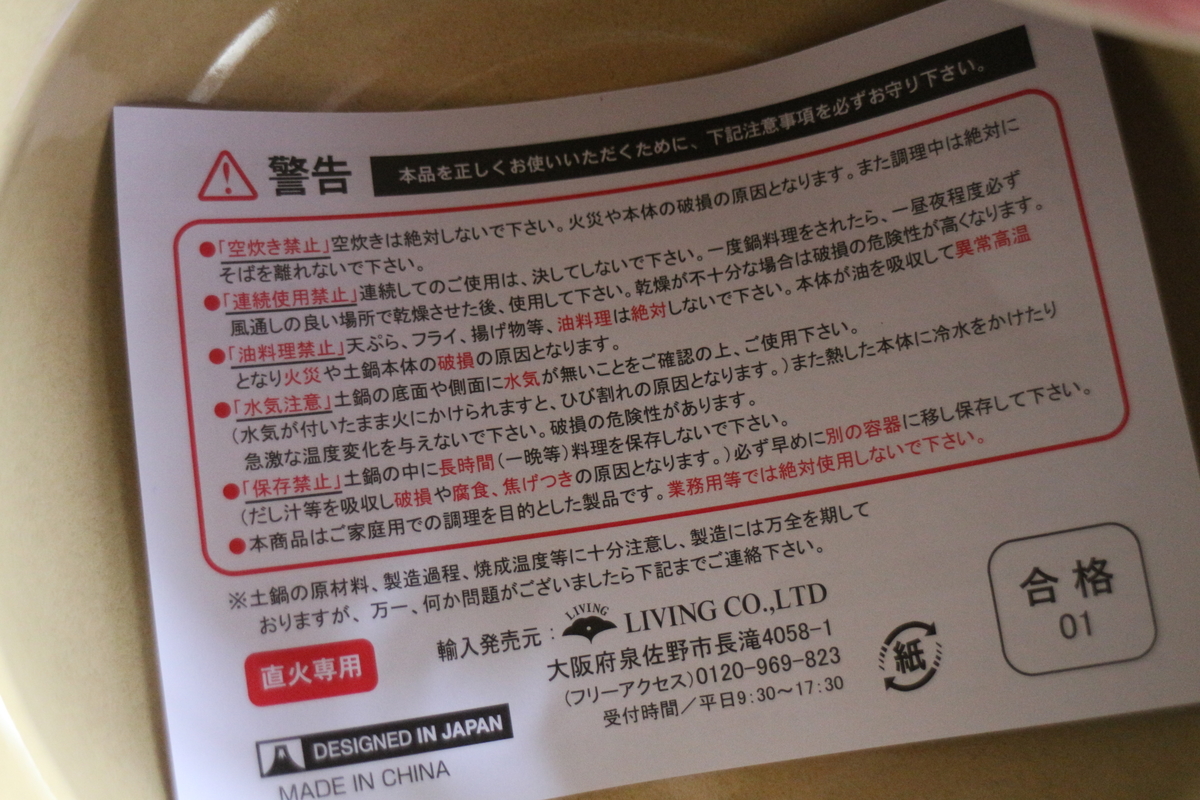 警告 本品を正しくお使いいただくために、下記注意事項を必ずお守り下さい。
●「空炊き禁止」空炊きは絶対しないで下さい。火災や本体の破損の原因となります。また調理中は絶対に
そばを離れないで下さい。
●「連続使用禁止」連続してのご使用は、決してしないで下さい。一度鍋料理をされたら、一昼夜程度必ず
風通しの良い場所で乾燥させた後、使用して下さい。乾燥が不十分な場合は破損の危険性が高くなります。
●「油料理禁止」天ぷら、フライ、揚げ物等、油料理は絶対しないで下さい。本体が油を吸収して異常高温
となり火災や土鍋本体の破損の原因となります。
●「水気注意」土鍋の底面や側面に水気が無いことをご確認の上、ご使用下さい。
(水気が付いたまま火にかけられますと、ひび割れの原因となります。)また熱した本体に冷水をかけたり
急激な温度変化を与えないで下さい。破損の危険性があります。
●「保存禁止」土鍋の中に長時間(一晩等)料理を保存しないで下さい。
(だし汁等を吸収し破損や腐食、焦げつきの原因となります。)必ず早めに別の容器に移し保存して下さい。
●本商品はご家庭用での調理を目的とした製品です。業務用等では絶対使用しないで下さい。
※土鍋の原材料、製造過程、焼成温度等に十分注意し、製造には万全を期して
おりますが、万一、何か問題がございましたら下記までご連絡下さい。
直火専用
輸入発売元: LIVING LIVING CO.,LTD
大阪府泉佐野市長滝4058-1
(フリーアクセス)0120-969-823
受付時間/平日9:30〜17:30
紙
合格
01
DESIGNED IN JAPAN
MADE IN CHINA